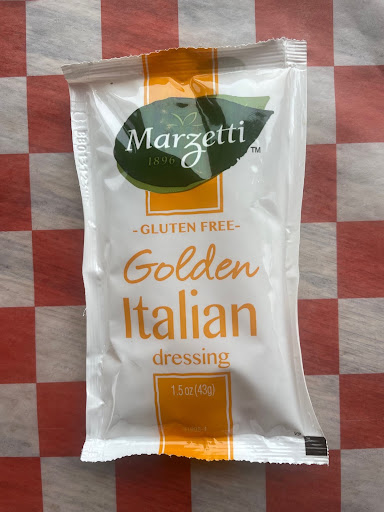 Marzetti
1896
TM
-GLUTEN FREE-
Golden
Italian
dressing
1.5 oz (43g)